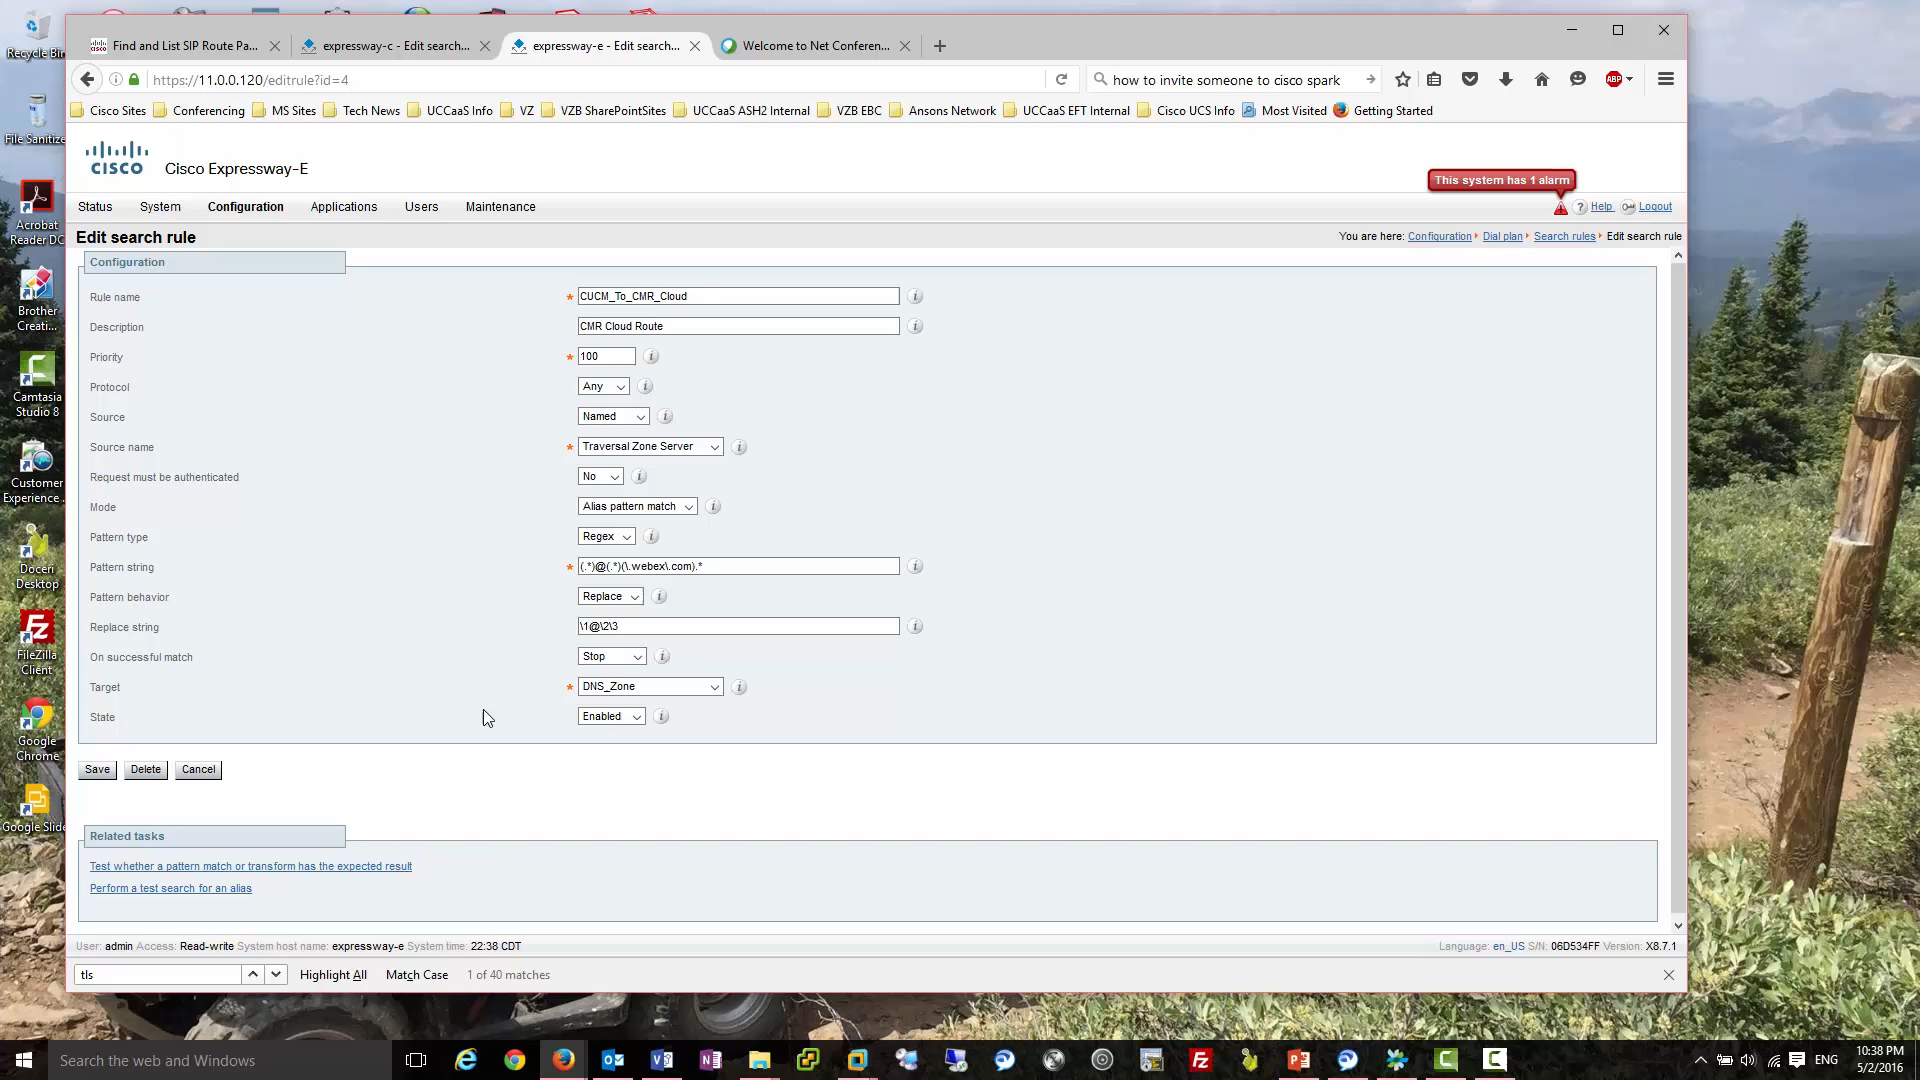 Recycle Bin
File Sanitizer
Acrobat
Reader DC
Brother
Creati...
Camtasia
Studio 8
Customer
Experience ...
Doceri
Desktop
FileZilla
Client
Google
Chrome
Google Slide
Find and List SIP Route Pa...
expressway-c - Edit search...
expressway-e - Edit search...
Welcome to Net Conferen...
https://11.0.0.120/editrule?id=4
how to invite someone to cisco spark
ABP
Cisco Sites Conferencing MS Sites Tech News UCCaaS Info VZ VZB SharePointSites UCCaaS ASH2 Internal VZB EBC Ansons Network UCCaaS EFT Internal Cisco UCS Info Most Visited Getting Started
CISCO Cisco Expressway-E
This system has 1 alarm
Status System Configuration Applications Users Maintenance
? Help Logout
Edit search rule
You are here: Configuration Dial plan Search rules Edit search rule
Configuration
Rule name * CUCM_To_CMR_Cloud i
Description CMR Cloud Route i
Priority * 100 i
Protocol Any i
Source Named i
Source name * Traversal Zone Server i
Request must be authenticated No i
Mode Alias pattern match i
Pattern type Regex i
Pattern string * (.*)@(.*)(\.webex\.com).* i
Pattern behavior Replace i
Replace string \1@\2\3 i
On successful match Stop i
Target * DNS_Zone i
State Enabled i
Save Delete Cancel
Related tasks
Test whether a pattern match or transform has the expected result
Perform a test search for an alias
User: admin Access: Read-write System host name: expressway-e System time: 22:38 CDT
Language: en_US S/N: 06D534FF Version: X8.7.1
tls Highlight All Match Case 1 of 40 matches
Search the web and Windows
ENG
10:38 PM
5/2/2016